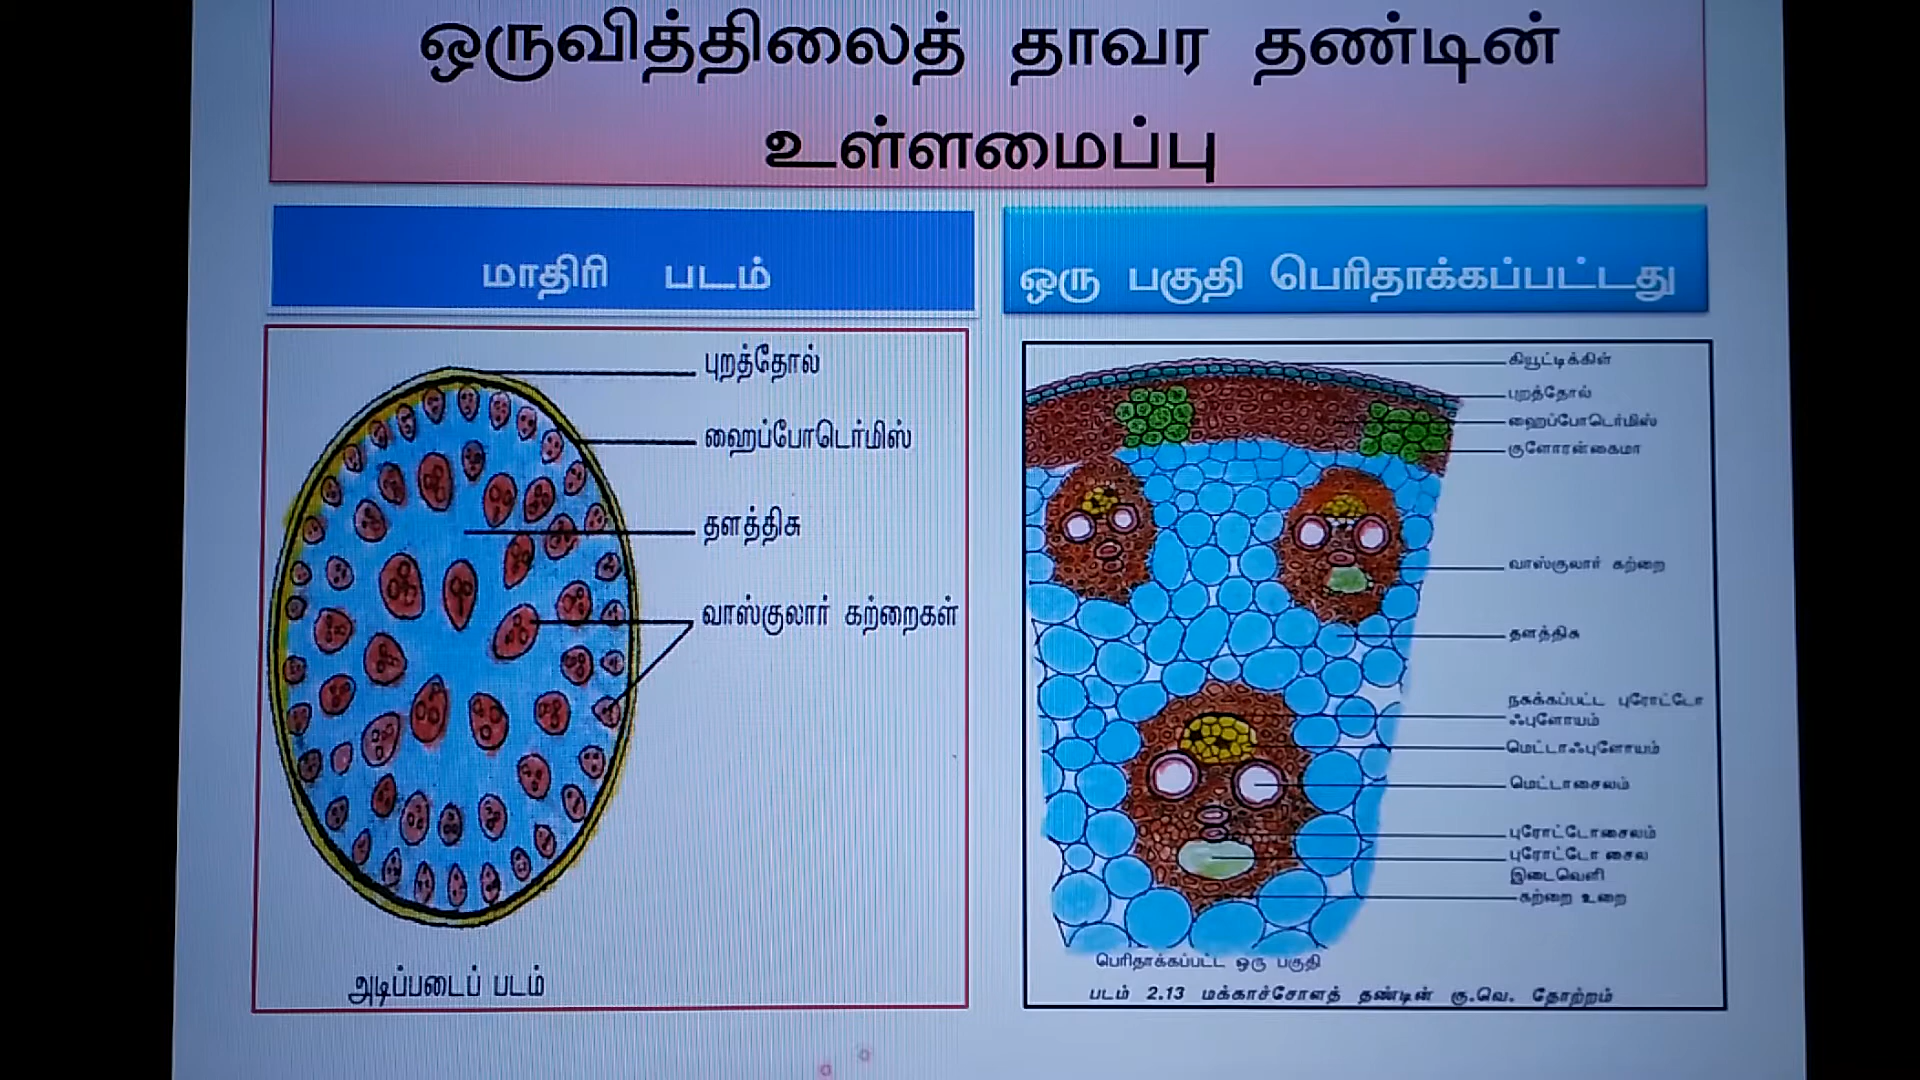 ஒருவித்திலைத் தாவர தண்டின்
உள்ளமைப்பு
மாதிரி படம்
ஒரு பகுதி பெரிதாக்கப்பட்டது
புறத்தோல்
ஹைப்போடெர்மிஸ்
தளத்திசு
வாஸ்குலார் கற்றைகள்
அடிப்படைப் படம்
கியூட்டிக்கிள்
புறத்தோல்
ஹைப்போடெர்மிஸ்
குளோரன்கைமா
வாஸ்குலார் கற்றை
தளத்திசு
நசுக்கப்பட்ட புரோட்டோ
ஃபுளோயம்
மெட்டாஃபுளோயம்
மெட்டாசைலம்
புரோட்டோசைலம்
புரோட்டோ சைல
இடைவெளி
கற்றை உறை
பெரிதாக்கப்பட்ட ஒரு பகுதி
படம் 2.13 மக்காச்சோளத் தண்டின் கு.வெ. தோற்றம்